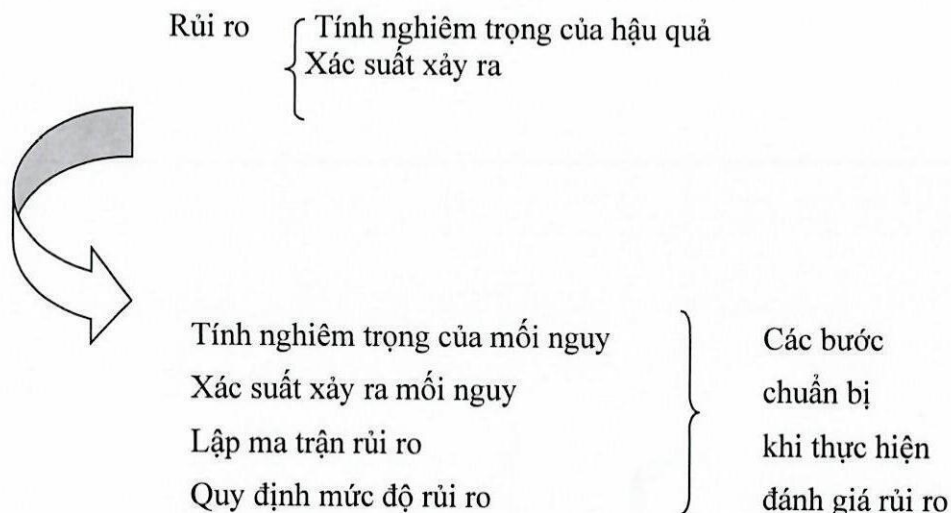 Rủi ro Tính nghiêm trọng của hậu quả
Xác suất xảy ra
Tính nghiêm trọng của mối nguy Các bước
Xác suất xảy ra mối nguy chuẩn bị
Lập ma trận rủi ro khi thực hiện
Quy định mức độ rủi ro đánh giá rủi ro